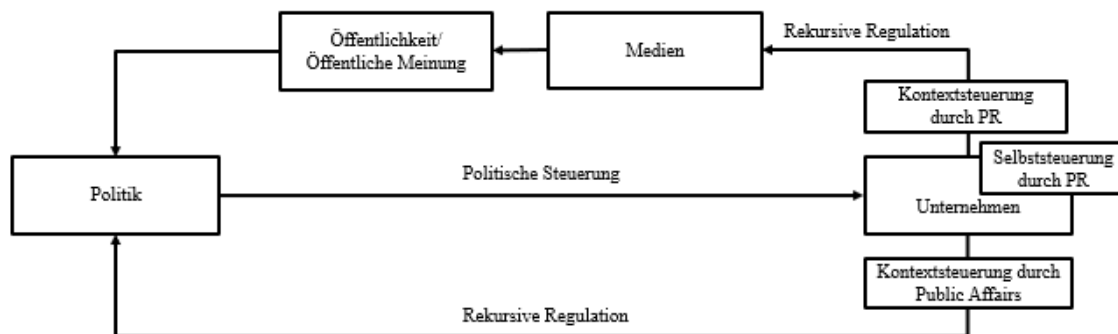 Öffentlichkeit/
Öffentliche Meinung
Medien
Rekursive Regulation
Kontextsteuerung
durch PR
Selbststeuerung
durch PR
Politik
Politische Steuerung
Unternehmen
Kontextsteuerung durch
Public Affairs
Rekursive Regulation